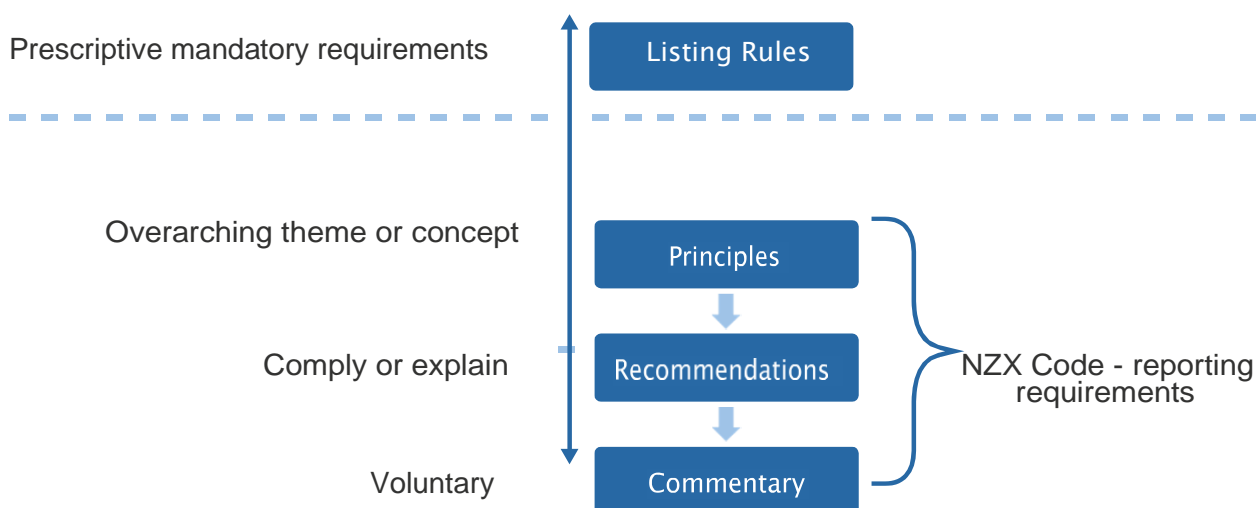 Prescriptive mandatory requirements
Listing Rules
Overarching theme or concept
Principles
Comply or explain
Recommendations
NZX Code - reporting
requirements
Voluntary
Commentary